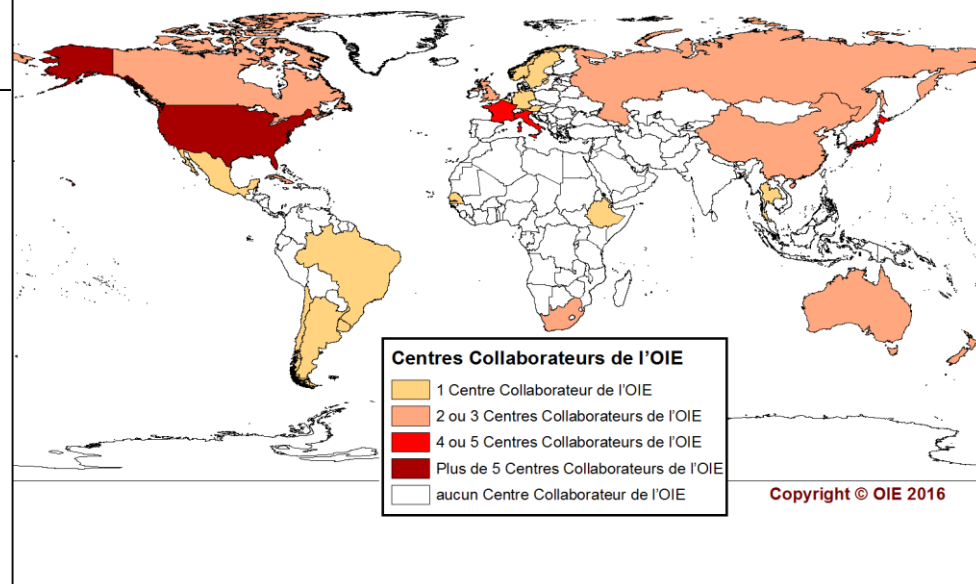 Centres Collaborateurs de l'OIE
1 Centre Collaborateur de l'OIE
2 ou 3 Centres Collaborateurs de l'OIE
4 ou 5 Centres Collaborateurs de l'OIE
Plus de 5 Centres Collaborateurs de l'OIE
aucun Centre Collaborateur de l'OIE
Copyright © OIE 2016